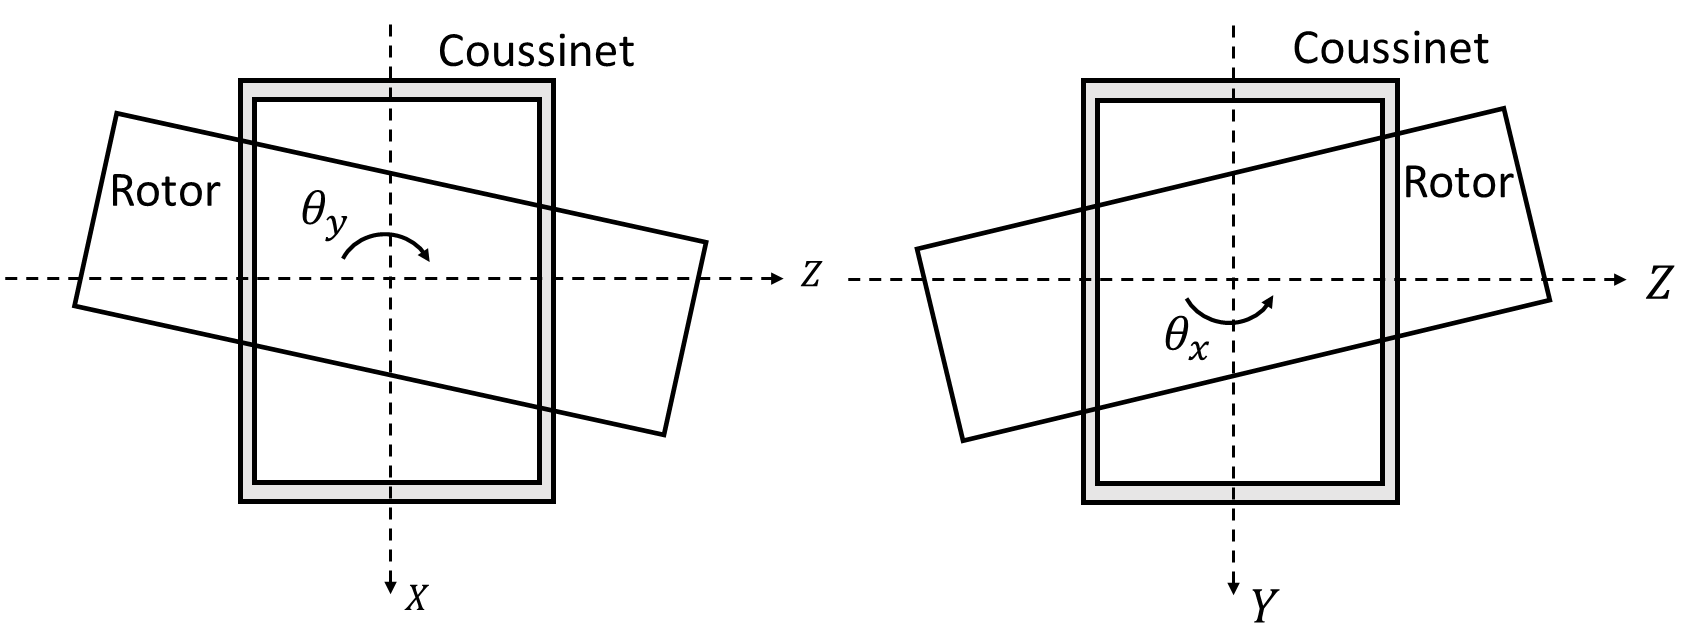 Coussinet
Rotor
θy
Z
X
Coussinet
Rotor
θx
Z
Y